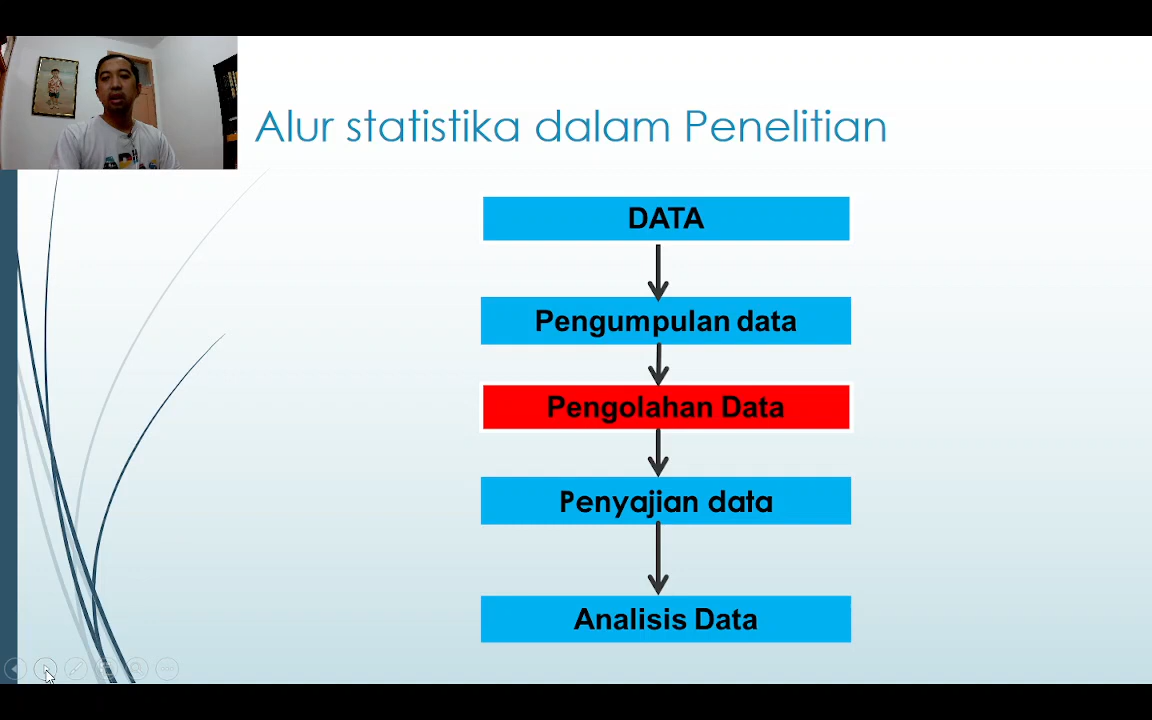 Alur statistika dalam Penelitian
DATA
Pengumpulan data
Pengolahan Data
Penyajian data
Analisis Data